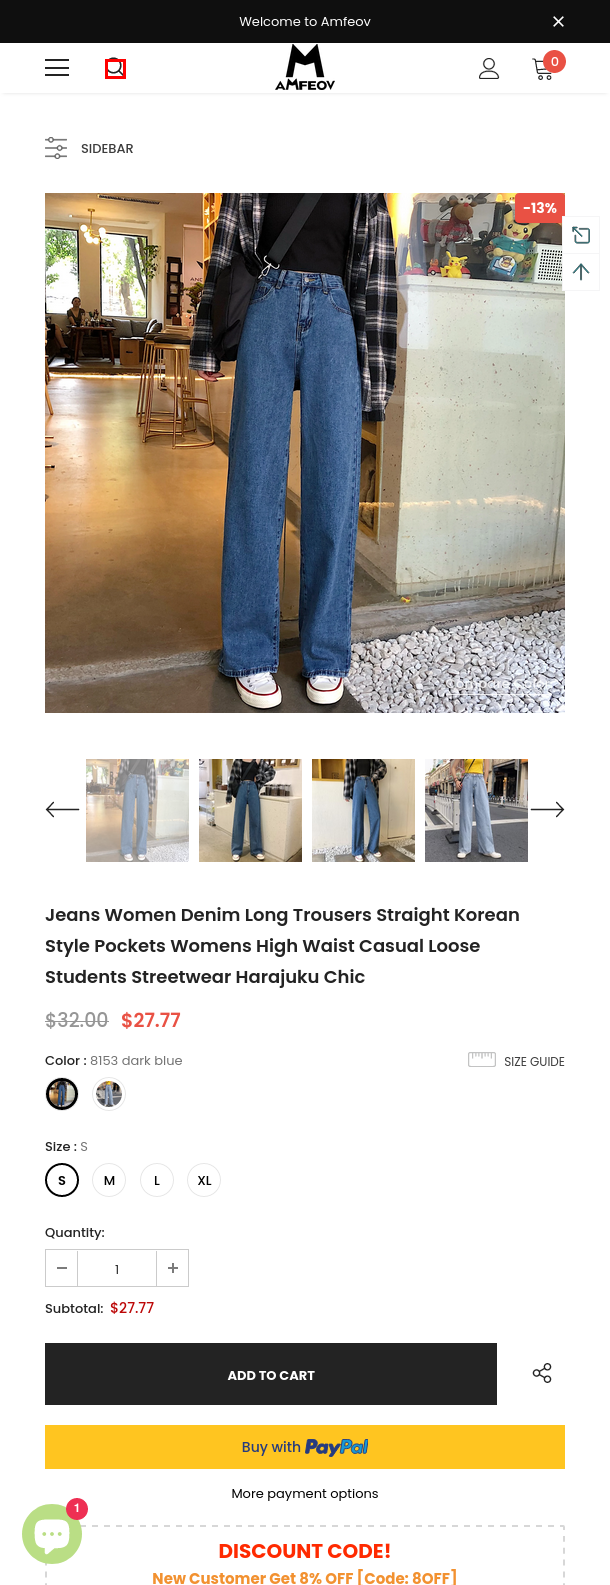 Welcome to Amfeov
AMFEOV
0
SIDEBAR
-13%
Jeans Women Denim Long Trousers Straight Korean
Style Pockets Womens High Waist Casual Loose
Students Streetwear Harajuku Chic
$32.00 $27.77
Color : 8153 dark blue
SIZE GUIDE
Size : S
S M L XL
Quantity:
1
Subtotal: $27.77
ADD TO CART
Buy with PayPal
More payment options
1
DISCOUNT CODE!
New Customer Get 8% OFF [Code: 8OFF]